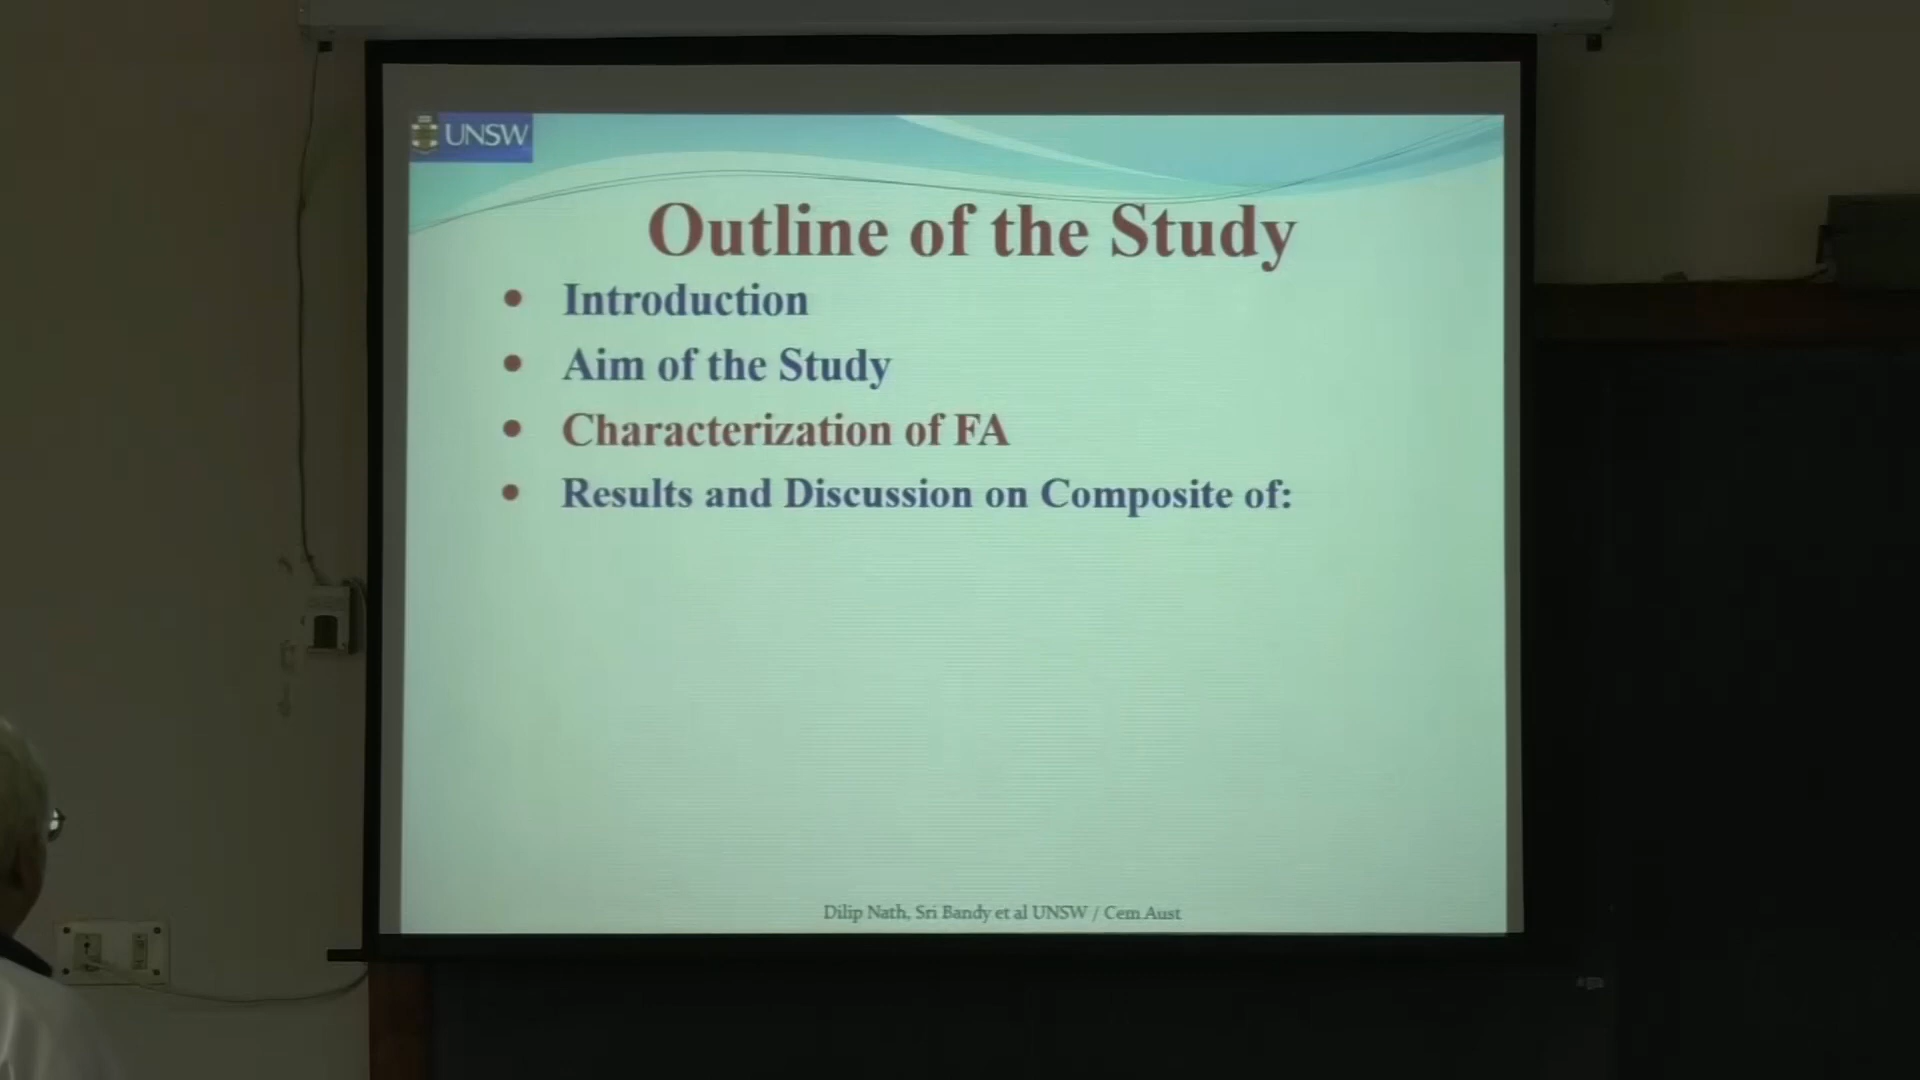 UNSW
Outline of the Study
• Introduction
• Aim of the Study
• Characterization of FA
• Results and Discussion on Composite of:
Dilip Nath, Sri Bandy et al UNSW / Cem Aust